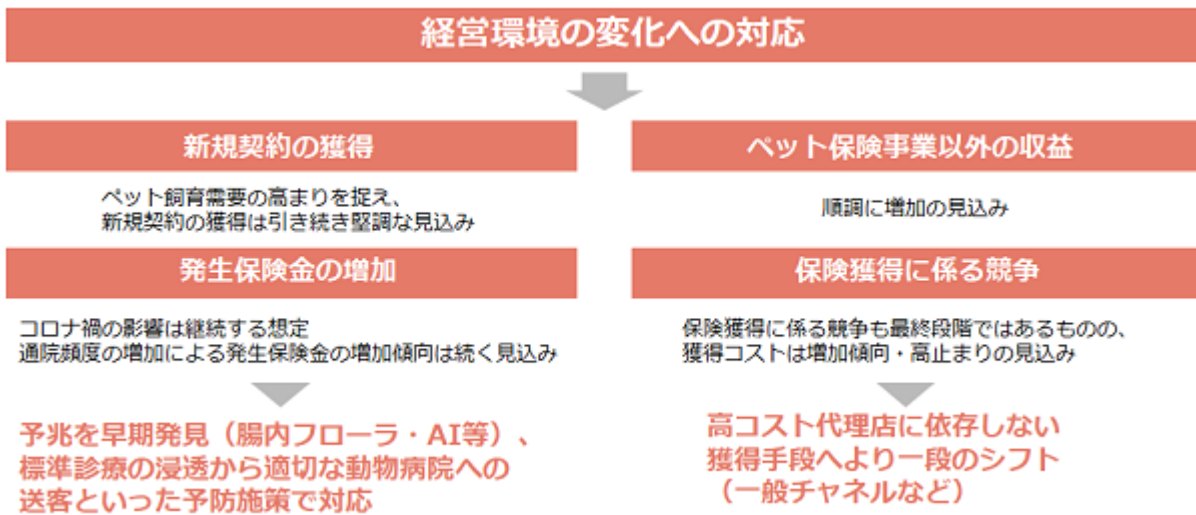 経営環境の変化への対応
新規契約の獲得
ペット飼育需要の高まりを捉え、
新規契約の獲得は引き続き堅調な見込み
発生保険金の増加
コロナ禍の影響は継続する想定
通院頻度の増加による発生保険金の増加傾向は続く見込み
予兆を早期発見（腸内フローラ・AI等）、
標準診療の浸透から適切な動物病院への
送客といった予防施策で対応
ペット保険事業以外の収益
順調に増加の見込み
保険獲得に係る競争
保険獲得に係る競争も最終段階ではあるものの、
獲得コストは増加傾向・高止まりの見込み
高コスト代理店に依存しない
獲得手段へより一段のシフト
（一般チャネルなど）